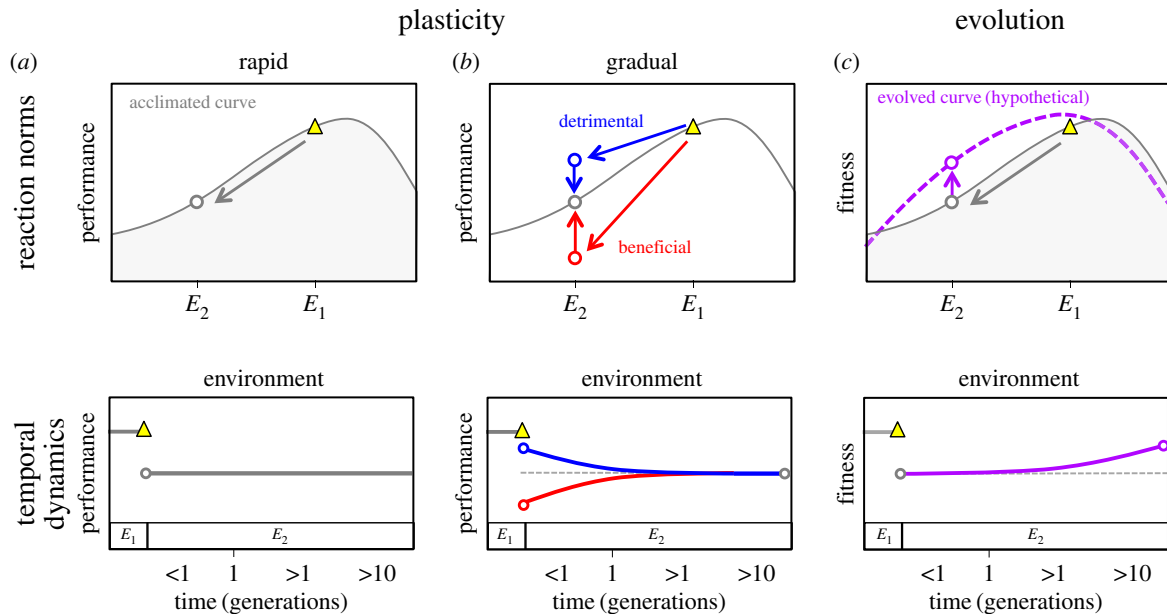 plasticity
evolution
(a)
rapid
(b)
gradual
(c)
reaction norms
performance
acclimated curve
E2
E1
performance
detrimental
beneficial
E2
E1
fitness
evolved curve (hypothetical)
E2
E1
temporal
dynamics
environment
performance
E1
E2
<1 1 >1 >10
time (generations)
environment
performance
E1
E2
<1 1 >1 >10
time (generations)
environment
fitness
E1
E2
<1 1 >1 >10
time (generations)